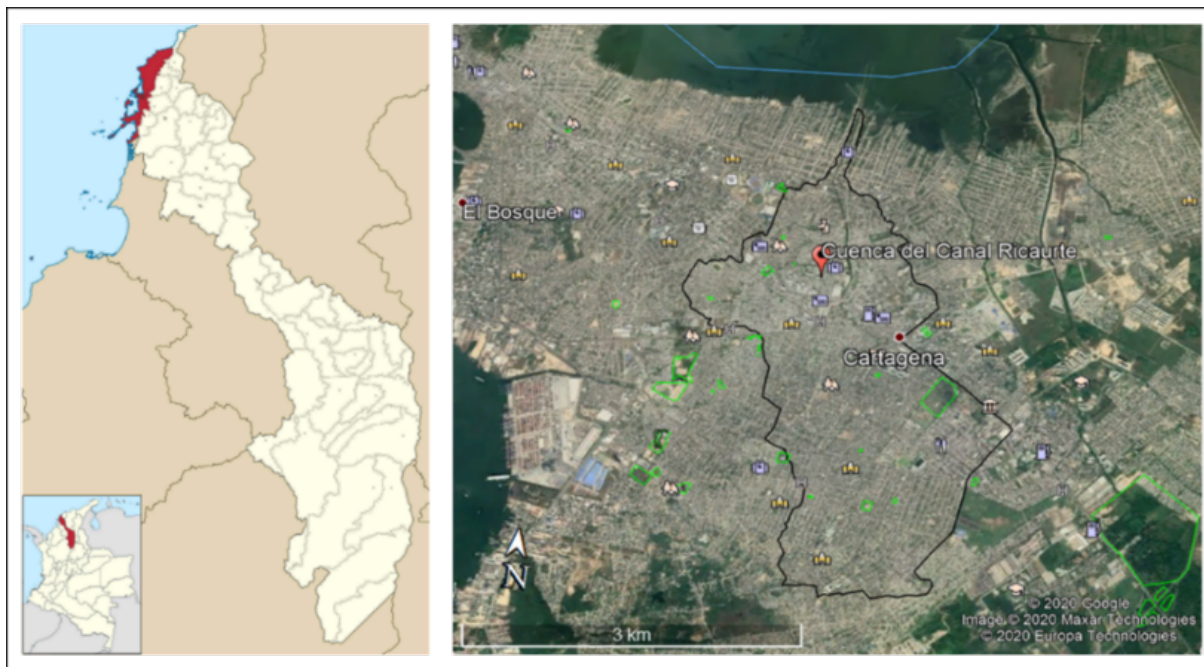 El Bosque
Cuenca del Canal Ricaurte
Cartagena
N
3 km
© 2020 Google
Image © 2020 Maxar Technologies
© 2020 Europa Technologies